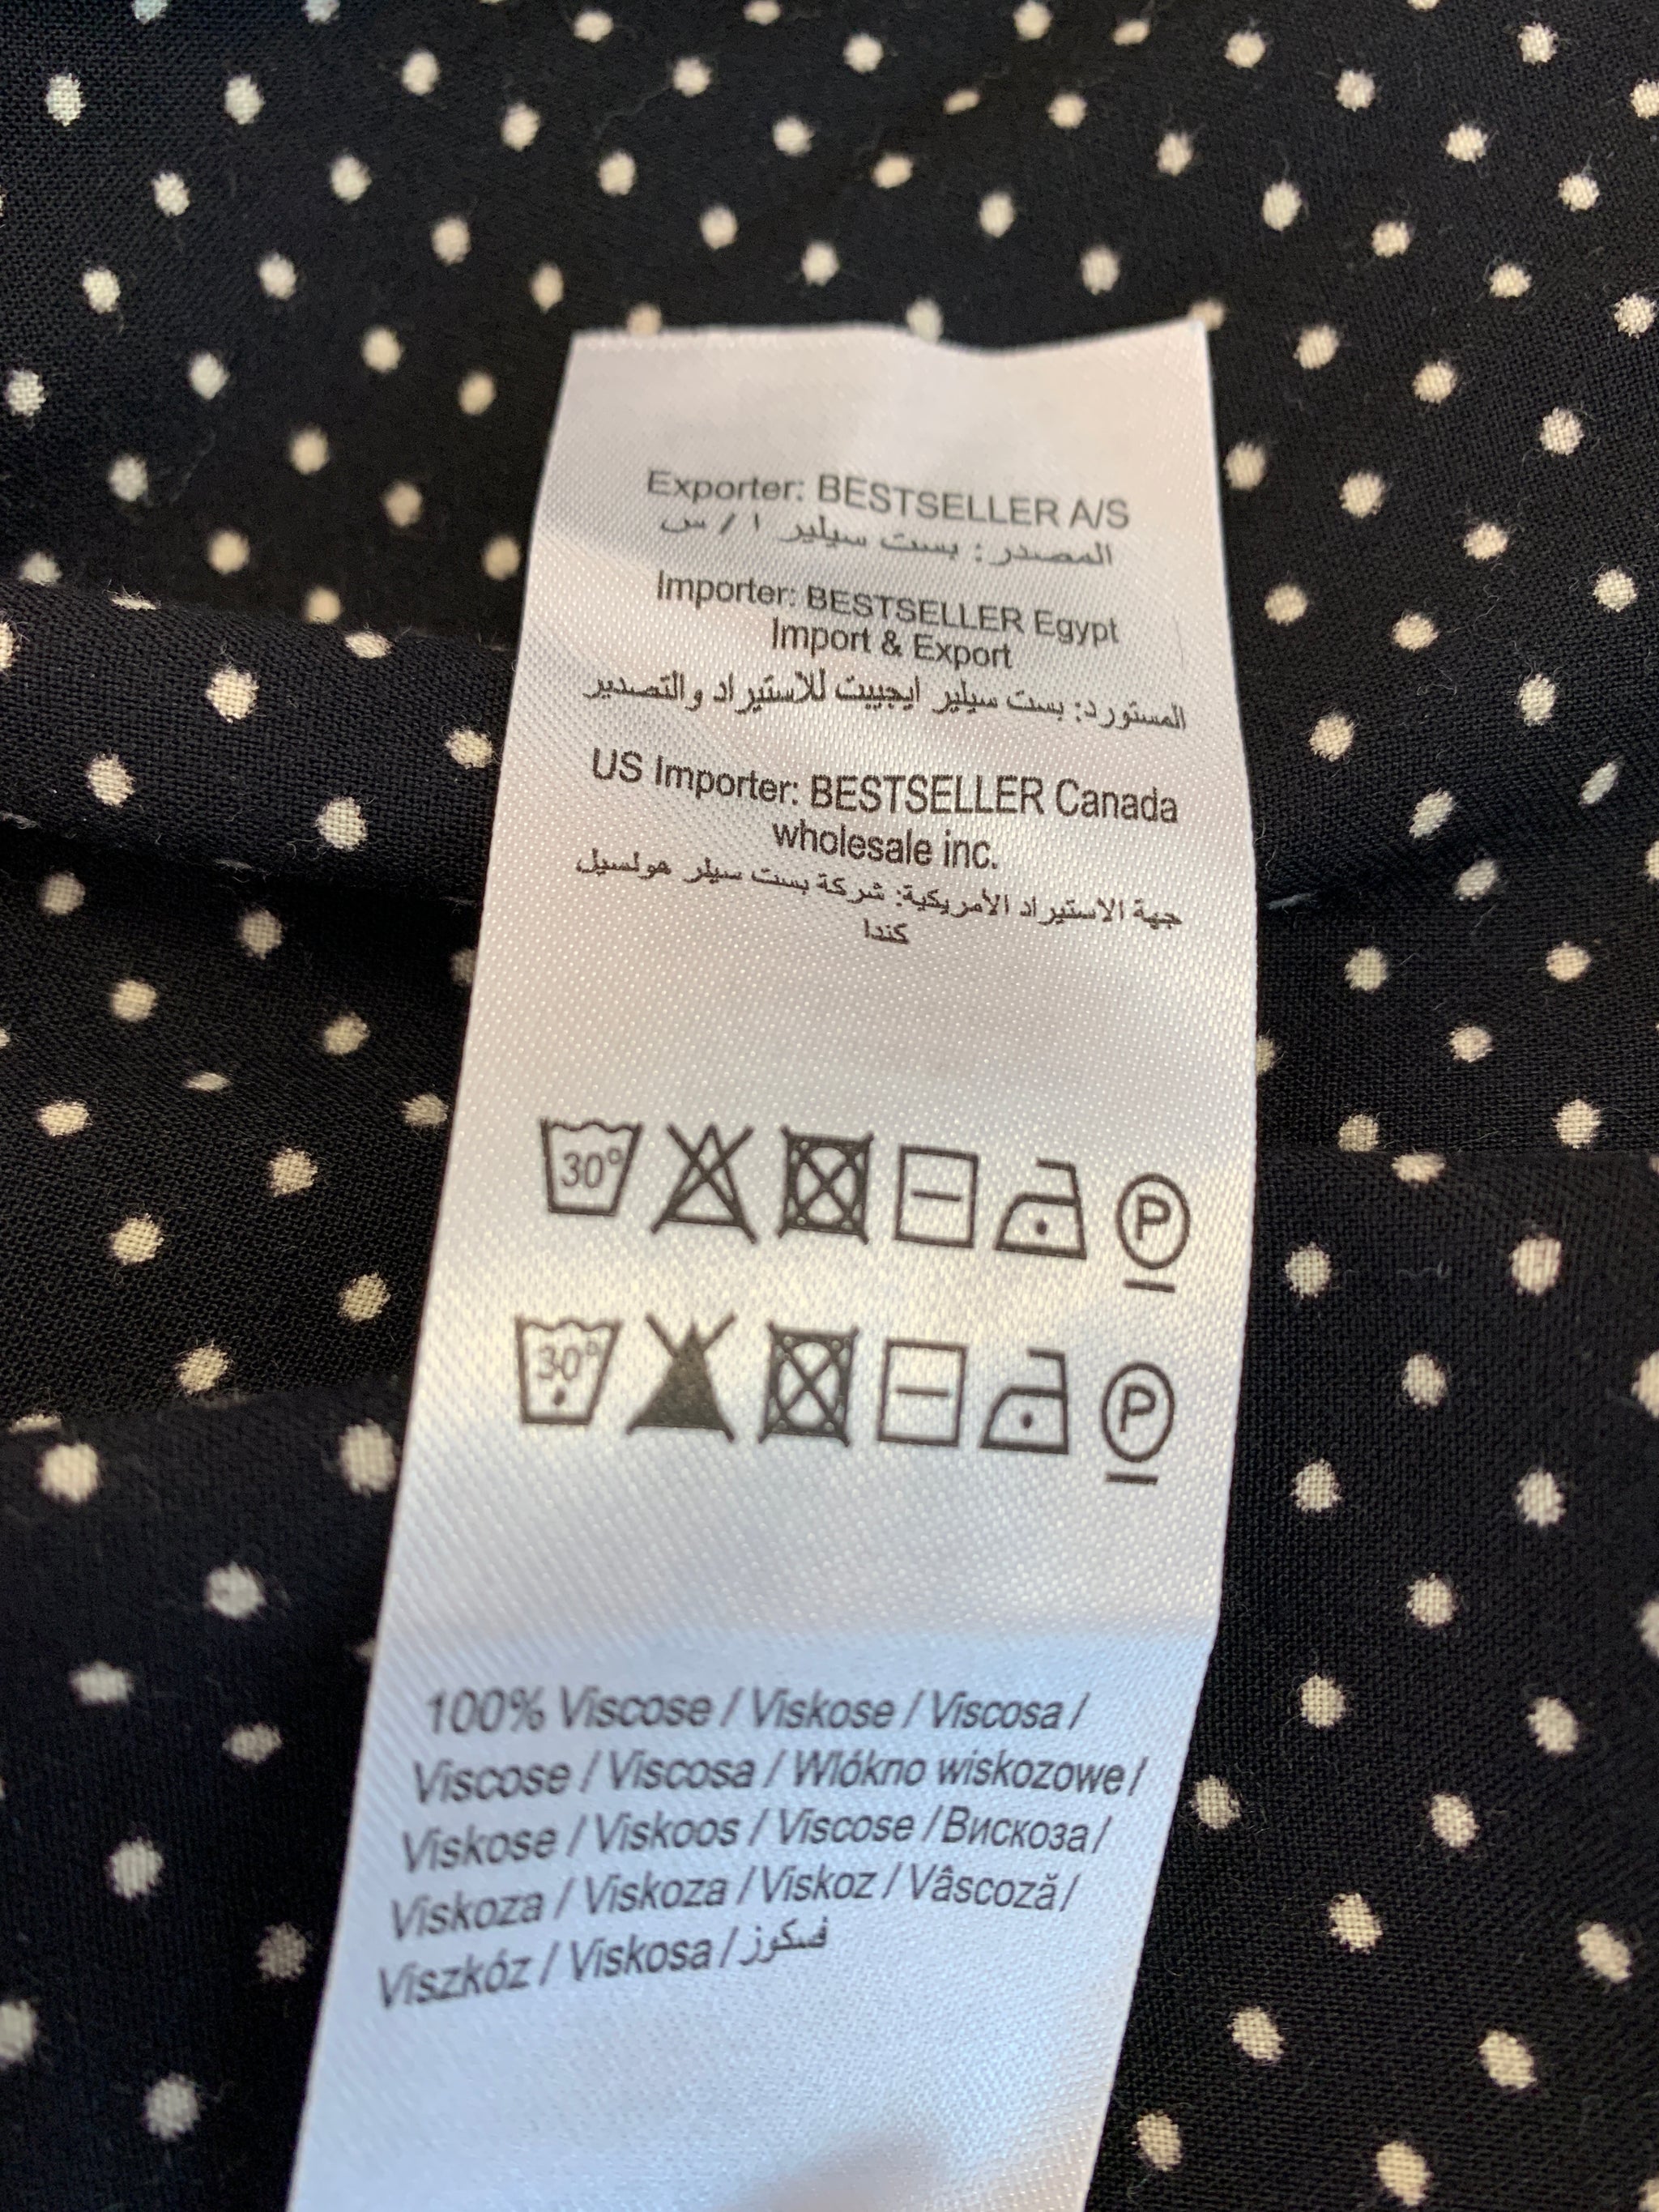 Exporter: BESTSELLER A/S
المصدر: بست سيلير ا / س
Importer: BESTSELLER Egypt
Import & Export
المستورد: بست سيلير ايجيبت للاستيراد والتصدير
US Importer: BESTSELLER Canada
wholesale inc.
جهة الاستيراد الأمريكية: شركة بست سيلر هولسيل
كندا
30° P
30° P
100% Viscose / Viskose / Viscosa /
Viscose / Viscosa / Wlókno wiskozowe /
Viskose / Viskoos / Viscose / Вискоза /
Viskoza / Viskoza / Viskoz / Vâscoză /
Viszkóz / Viskosa / فسكوز